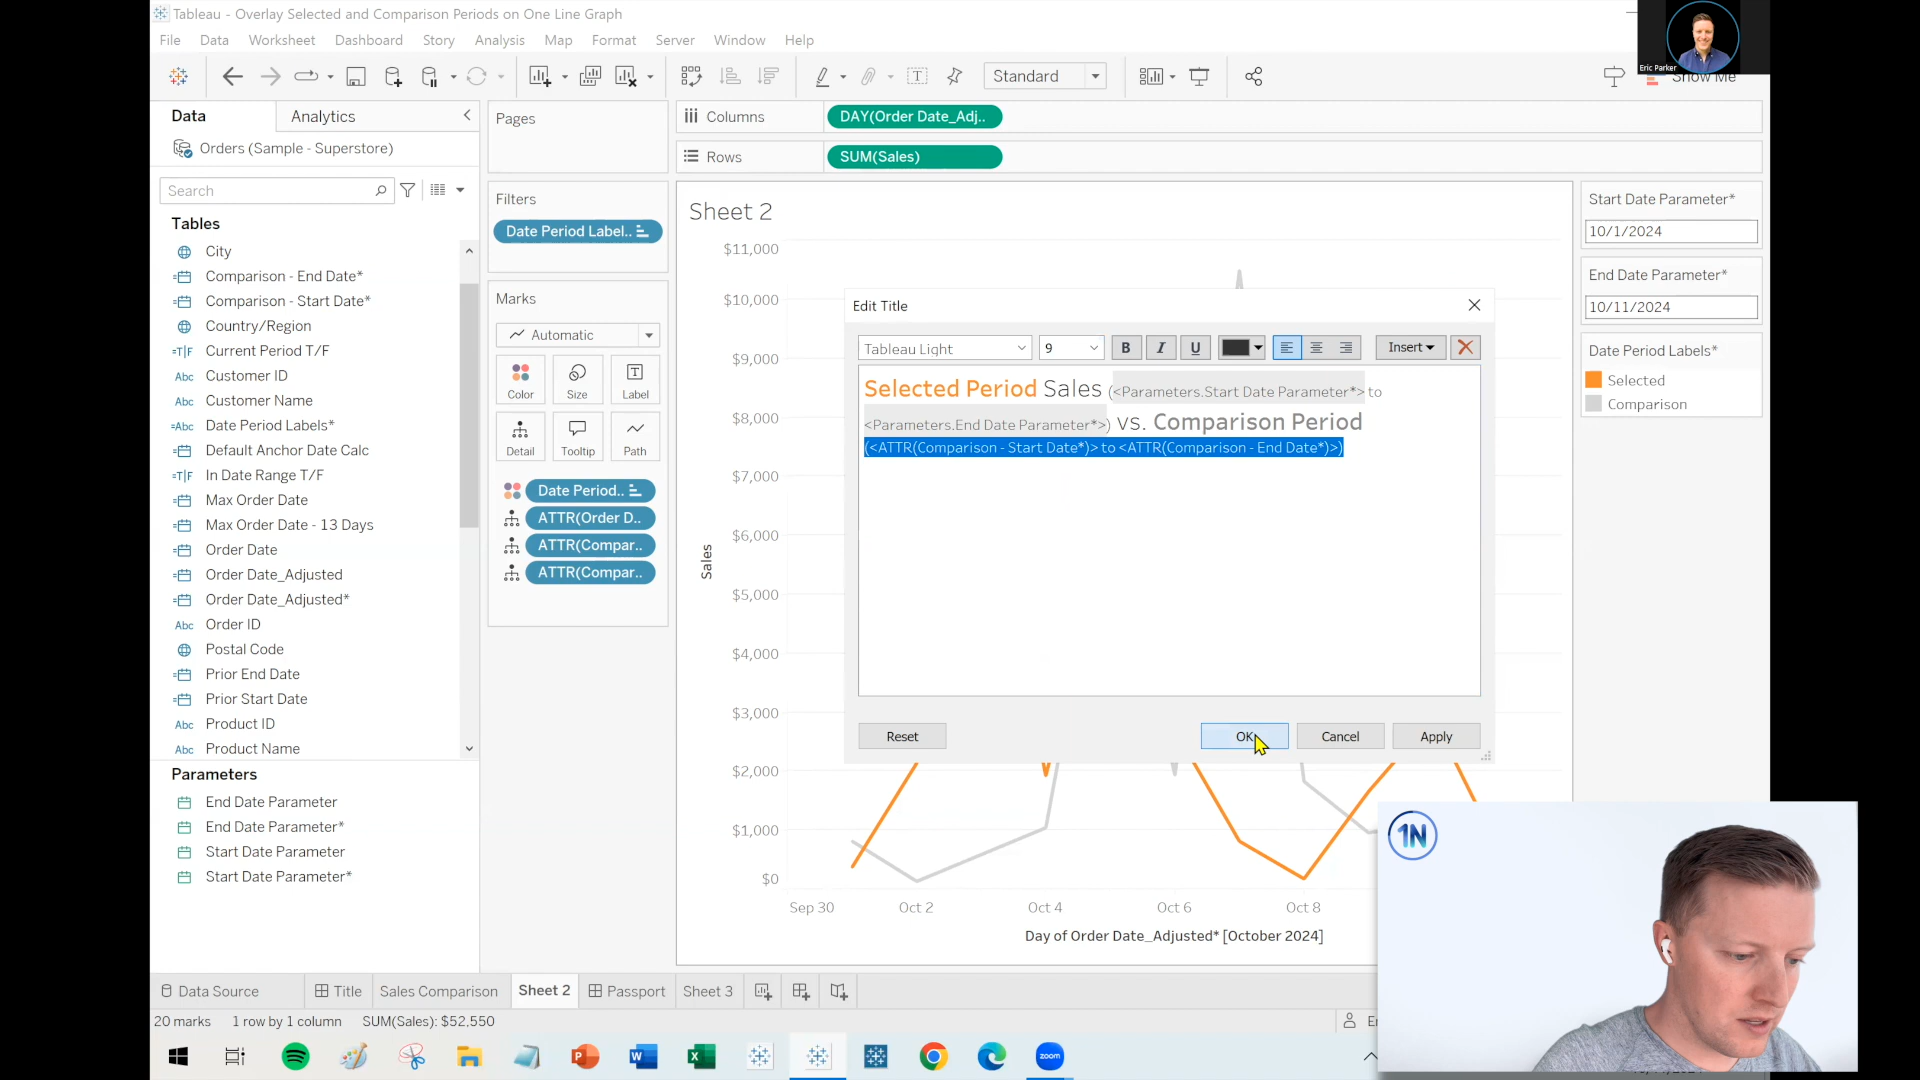 Tableau - Overlay Selected and Comparison Periods on One Line Graph
File Data Worksheet Dashboard Story Analysis Map Format Server Window Help
Eric Parker
Standard
Show Me
Data Analytics
Orders (Sample - Superstore)
Search
Tables
City
Comparison - End Date*
Comparison - Start Date*
Country/Region
Current Period T/F
Customer ID
Customer Name
Date Period Labels*
Default Anchor Date Calc
In Date Range T/F
Max Order Date
Max Order Date - 13 Days
Order Date
Order Date_Adjusted
Order Date_Adjusted*
Order ID
Postal Code
Prior End Date
Prior Start Date
Product ID
Product Name
Parameters
End Date Parameter
End Date Parameter*
Start Date Parameter
Start Date Parameter*
Pages
Filters
Date Period Label..
Marks
Automatic
Color Size Label
Detail Tooltip Path
Date Period..
ATTR(Order D..
ATTR(Compar..
ATTR(Compar..
Columns DAY(Order Date_Adj..
Rows SUM(Sales)
Sheet 2
$11,000
$10,000
$9,000
$8,000
$7,000
$6,000
$5,000
$4,000
$3,000
$2,000
$1,000
$0
Sales
Sep 30 Oct 2 Oct 4 Oct 6 Oct 8
Day of Order Date_Adjusted* [October 2024]
Edit Title
Tableau Light 9 B I U Insert
Selected Period Sales (<Parameters.Start Date Parameter*> to
<Parameters.End Date Parameter*>) vs. Comparison Period
(<ATTR(Comparison - Start Date*)> to <ATTR(Comparison - End Date*)>)
Reset OK Cancel Apply
Start Date Parameter*
10/1/2024
End Date Parameter*
10/11/2024
Date Period Labels*
Selected
Comparison
1N
Data Source Title Sales Comparison Sheet 2 Passport Sheet 3
20 marks 1 row by 1 column SUM(Sales): $52,550
zoom